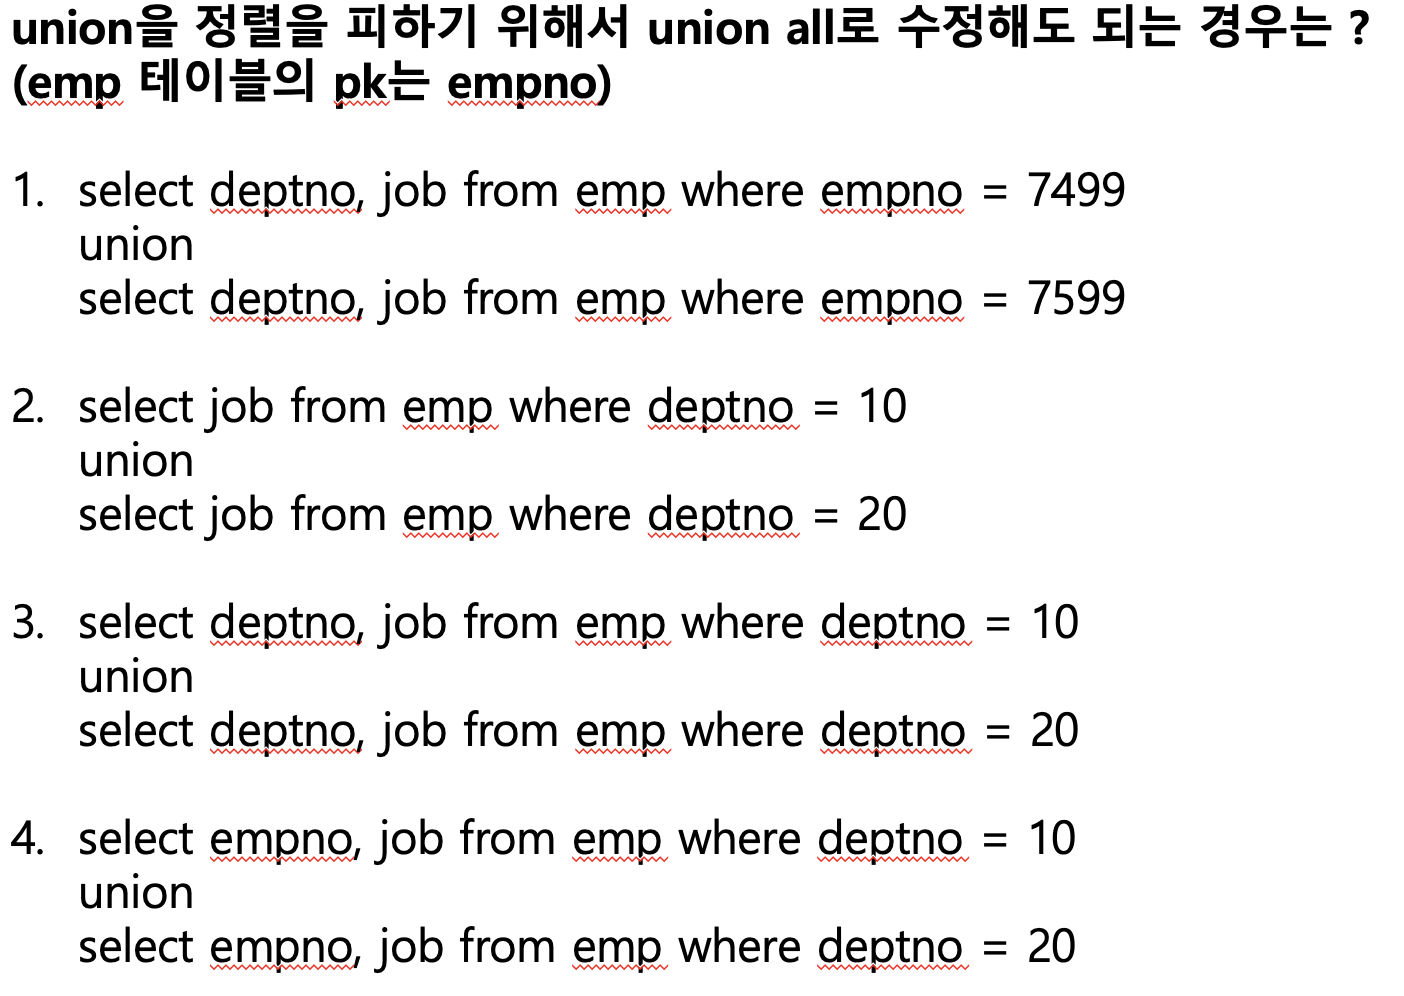 union을 정렬을 피하기 위해서 union all로 수정해도 되는 경우는 ?
(emp 테이블의 pk는 empno)
1. select deptno, job from emp where empno = 7499
union
select deptno, job from emp where empno = 7599
2. select job from emp where deptno = 10
union
select job from emp where deptno = 20
3. select deptno, job from emp where deptno = 10
union
select deptno, job from emp where deptno = 20
4. select empno, job from emp where deptno = 10
union
select empno, job from emp where deptno = 20